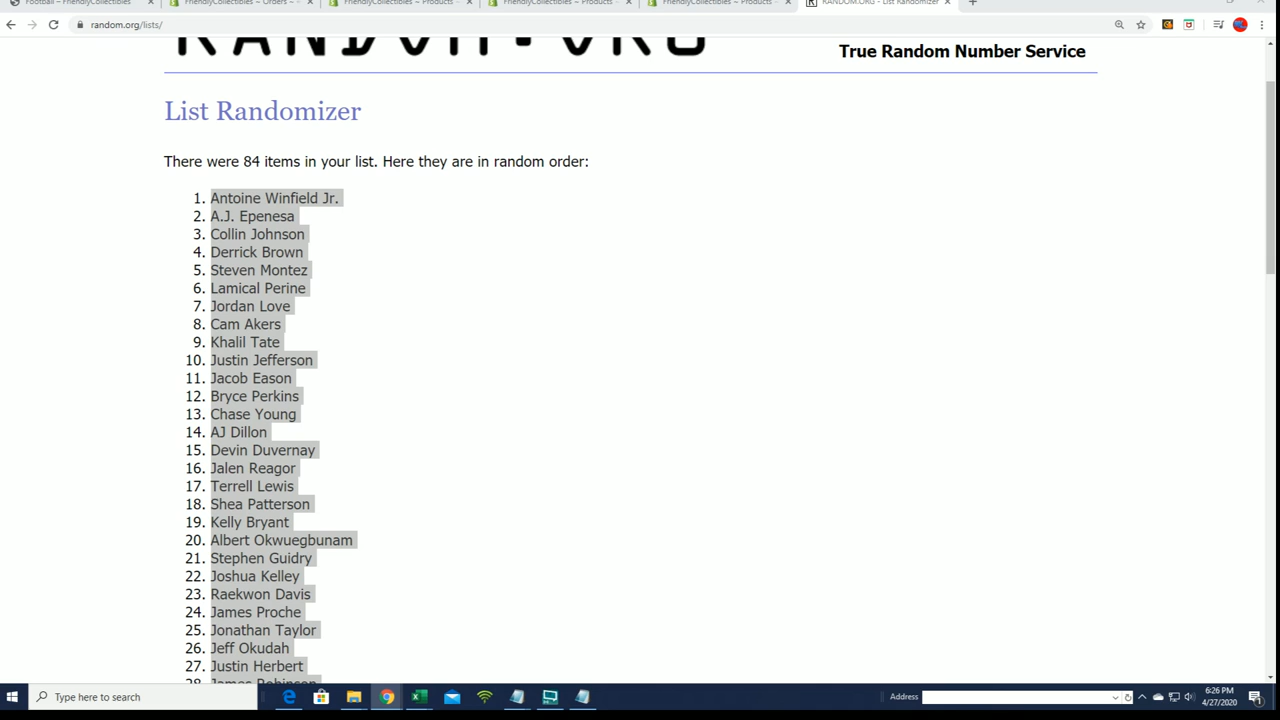 Football – FriendlyCollectibles
FriendlyCollectibles ~ Orders ~
FriendlyCollectibles ~ Products ~
FriendlyCollectibles ~ Products ~
FriendlyCollectibles ~ Products ~
RANDOM.ORG - List Randomizer
random.org/lists/
RANDOM.ORG
True Random Number Service
List Randomizer
There were 84 items in your list. Here they are in random order:
1. Antoine Winfield Jr.
2. A.J. Epenesa
3. Collin Johnson
4. Derrick Brown
5. Steven Montez
6. Lamical Perine
7. Jordan Love
8. Cam Akers
9. Khalil Tate
10. Justin Jefferson
11. Jacob Eason
12. Bryce Perkins
13. Chase Young
14. AJ Dillon
15. Devin Duvernay
16. Jalen Reagor
17. Terrell Lewis
18. Shea Patterson
19. Kelly Bryant
20. Albert Okwuegbunam
21. Stephen Guidry
22. Joshua Kelley
23. Raekwon Davis
24. James Proche
25. Jonathan Taylor
26. Jeff Okudah
27. Justin Herbert
28. James Robinson
Type here to search
Address
6:26 PM
4/27/2020
1